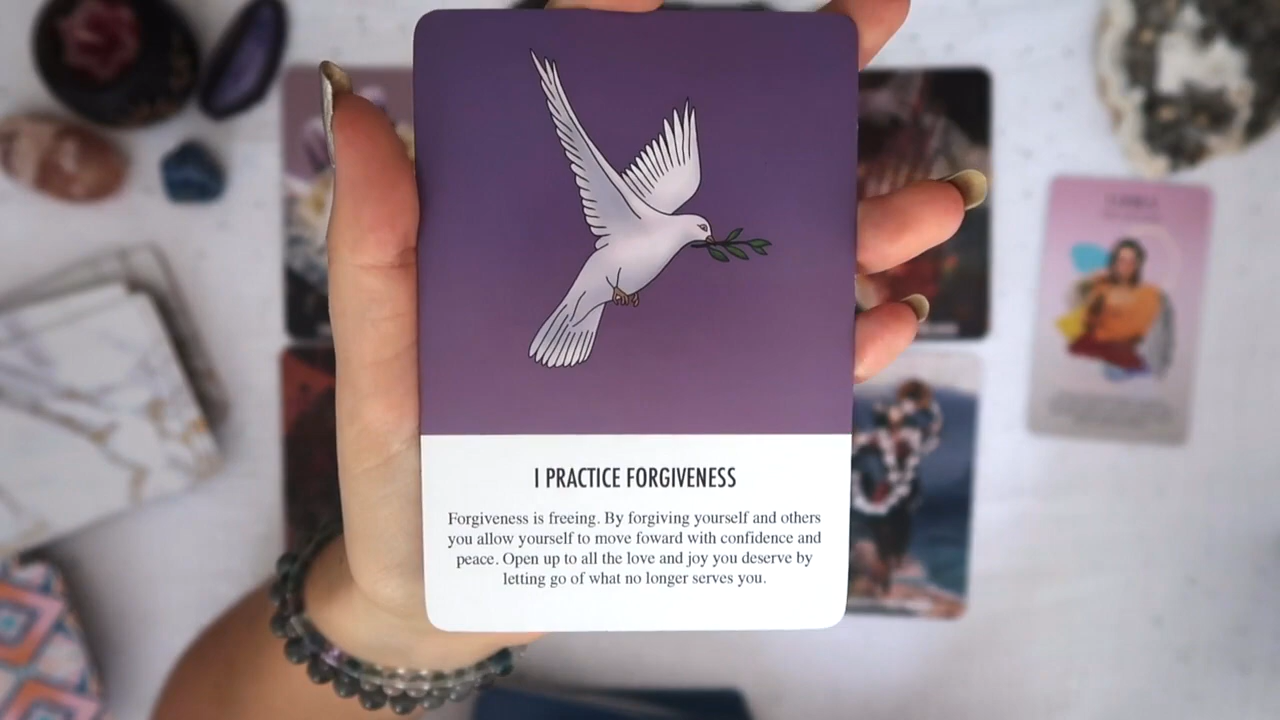 I PRACTICE FORGIVENESS
Forgiveness is freeing. By forgiving yourself and others
you allow yourself to move foward with confidence and
peace. Open up to all the love and joy you deserve by
letting go of what no longer serves you.